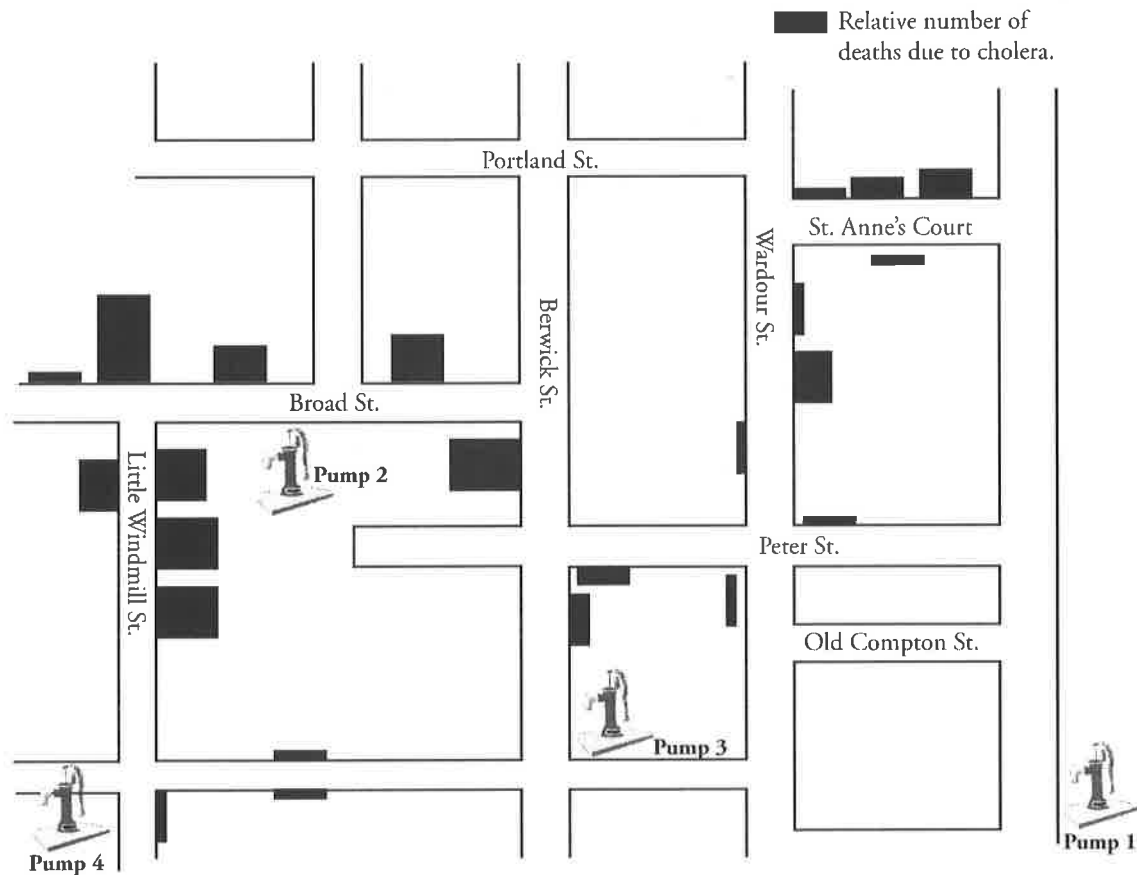 Relative number of
deaths due to cholera.
Portland St.
St. Anne's Court
Wardour St.
Berwick St.
Broad St.
Little Windmill St.
Pump 2
Peter St.
Old Compton St.
Pump 3
Pump 1
Pump 4